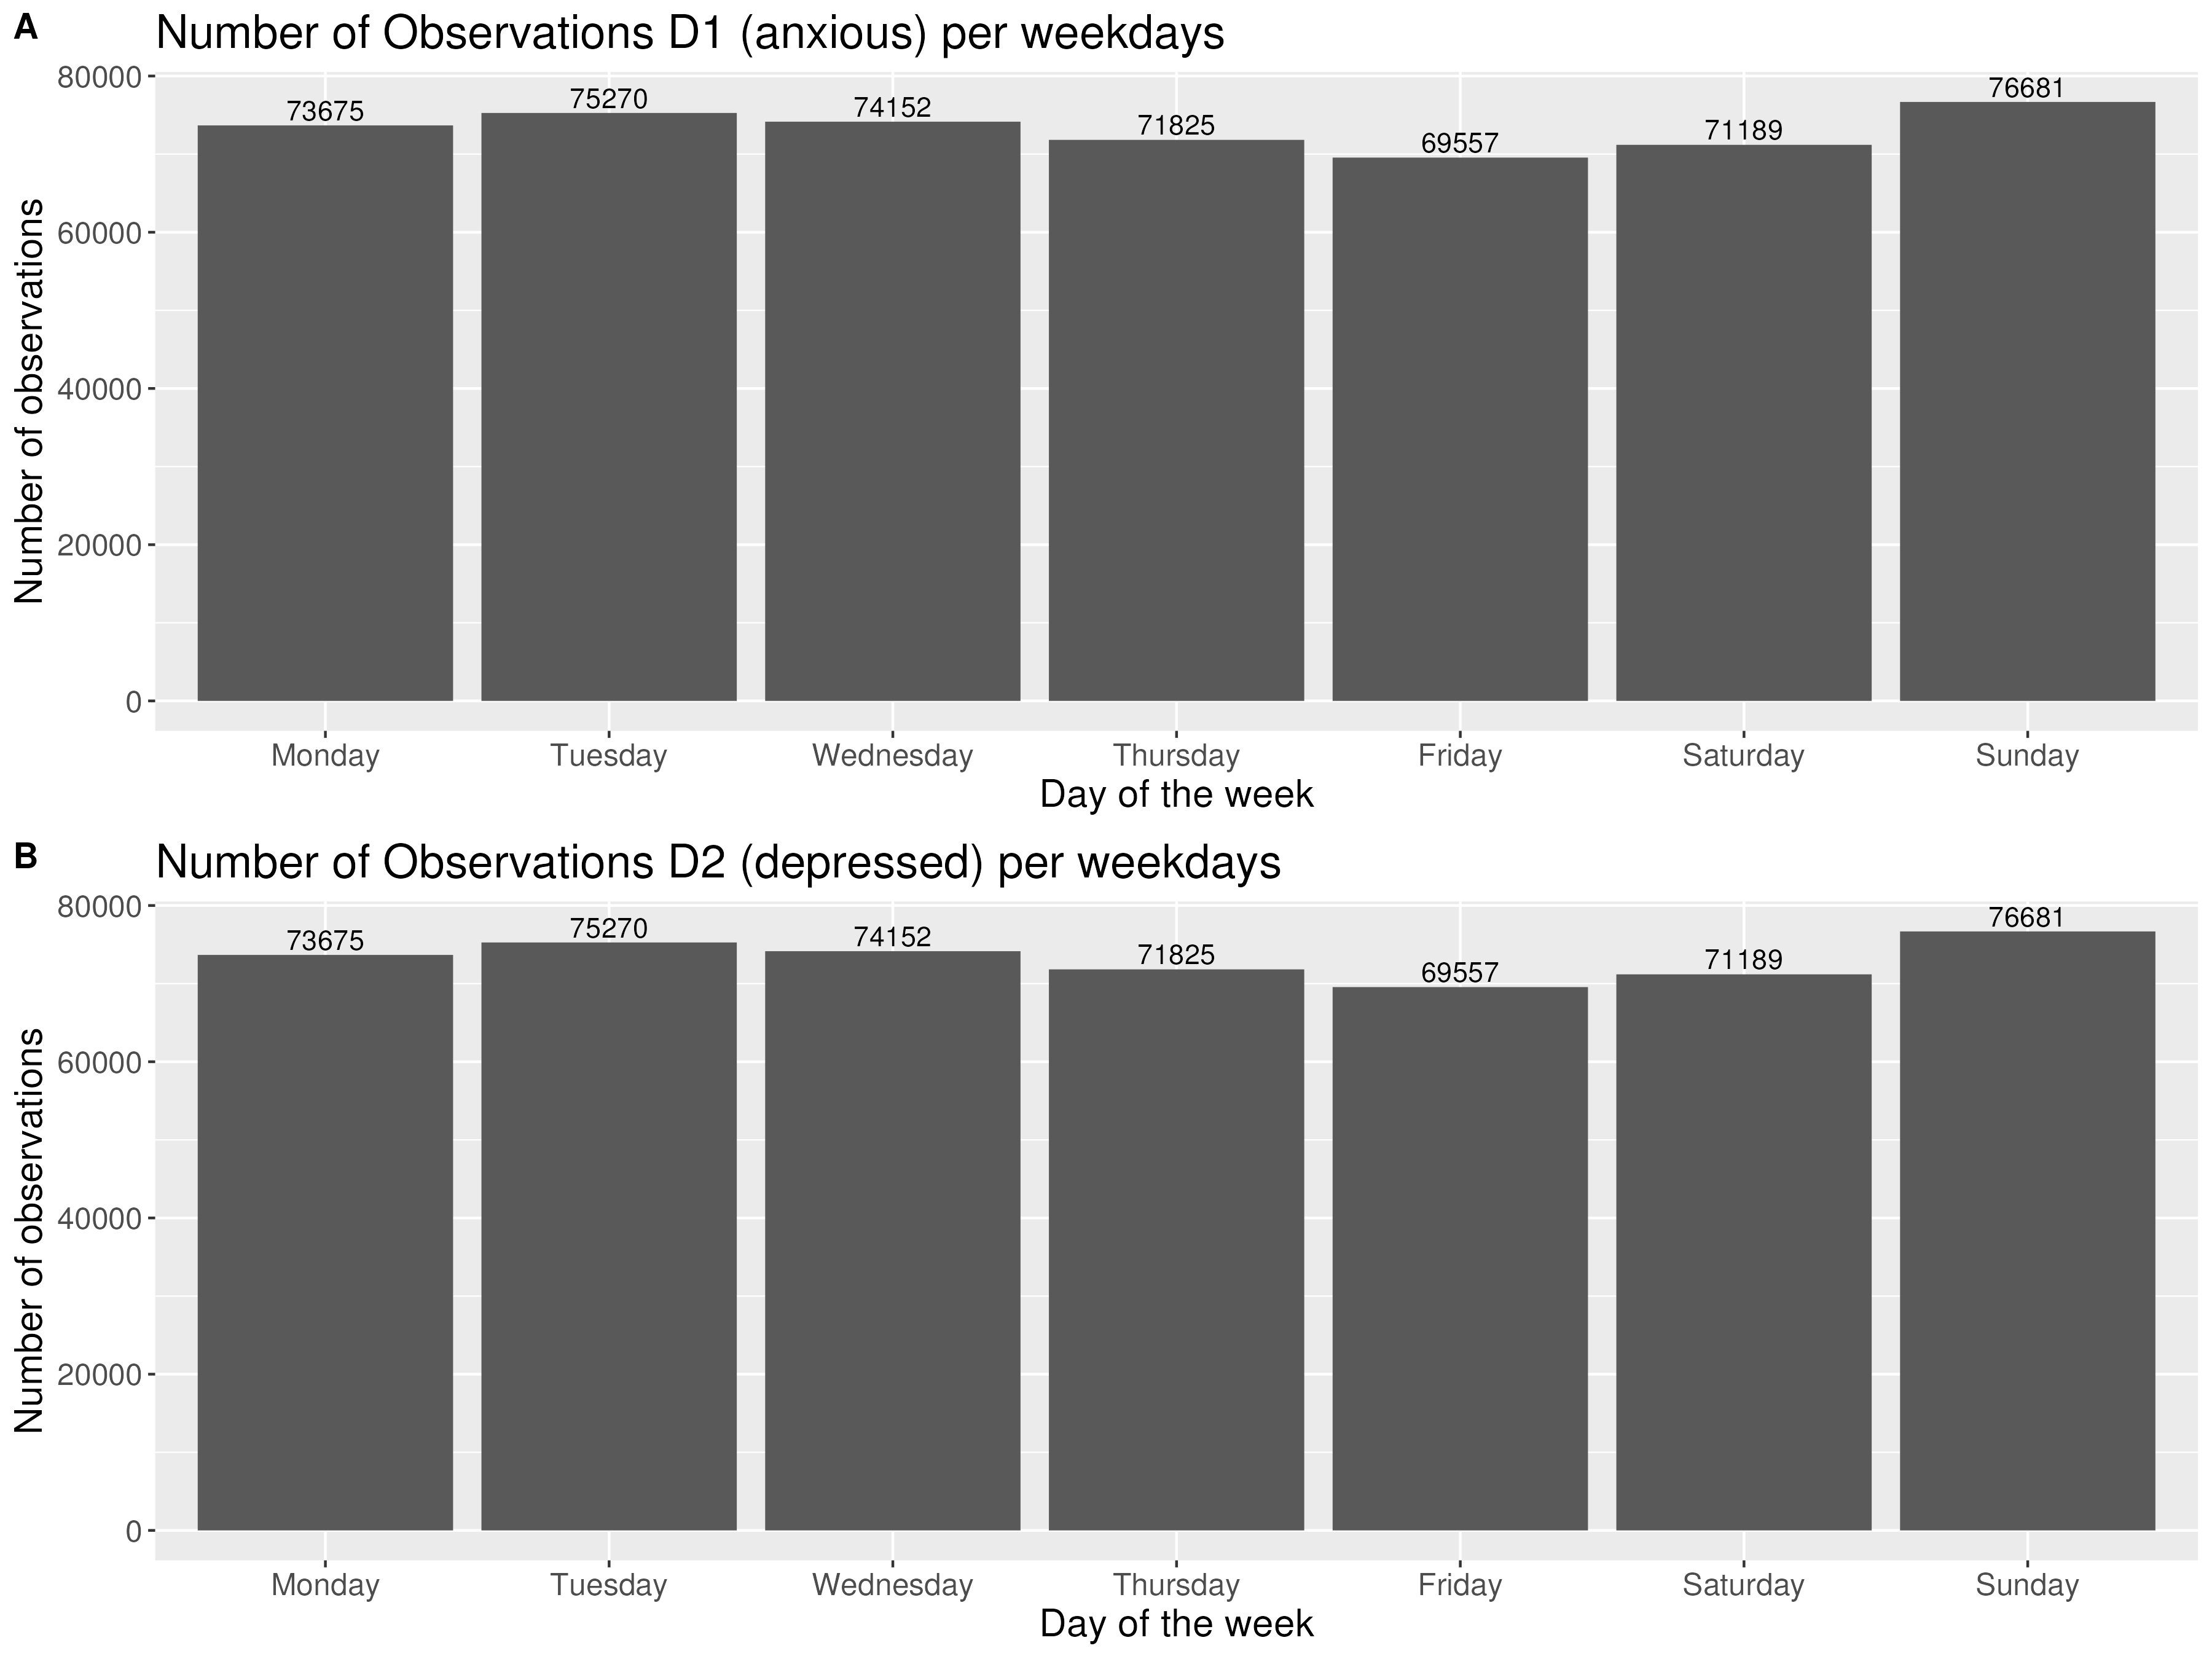 A
Number of Observations D1 (anxious) per weekdays
Number of observations
80000
60000
40000
20000
0
73675 75270 74152 71825 69557 71189 76681
Monday Tuesday Wednesday Thursday Friday Saturday Sunday
Day of the week
B
Number of Observations D2 (depressed) per weekdays
Number of observations
80000
60000
40000
20000
0
73675 75270 74152 71825 69557 71189 76681
Monday Tuesday Wednesday Thursday Friday Saturday Sunday
Day of the week